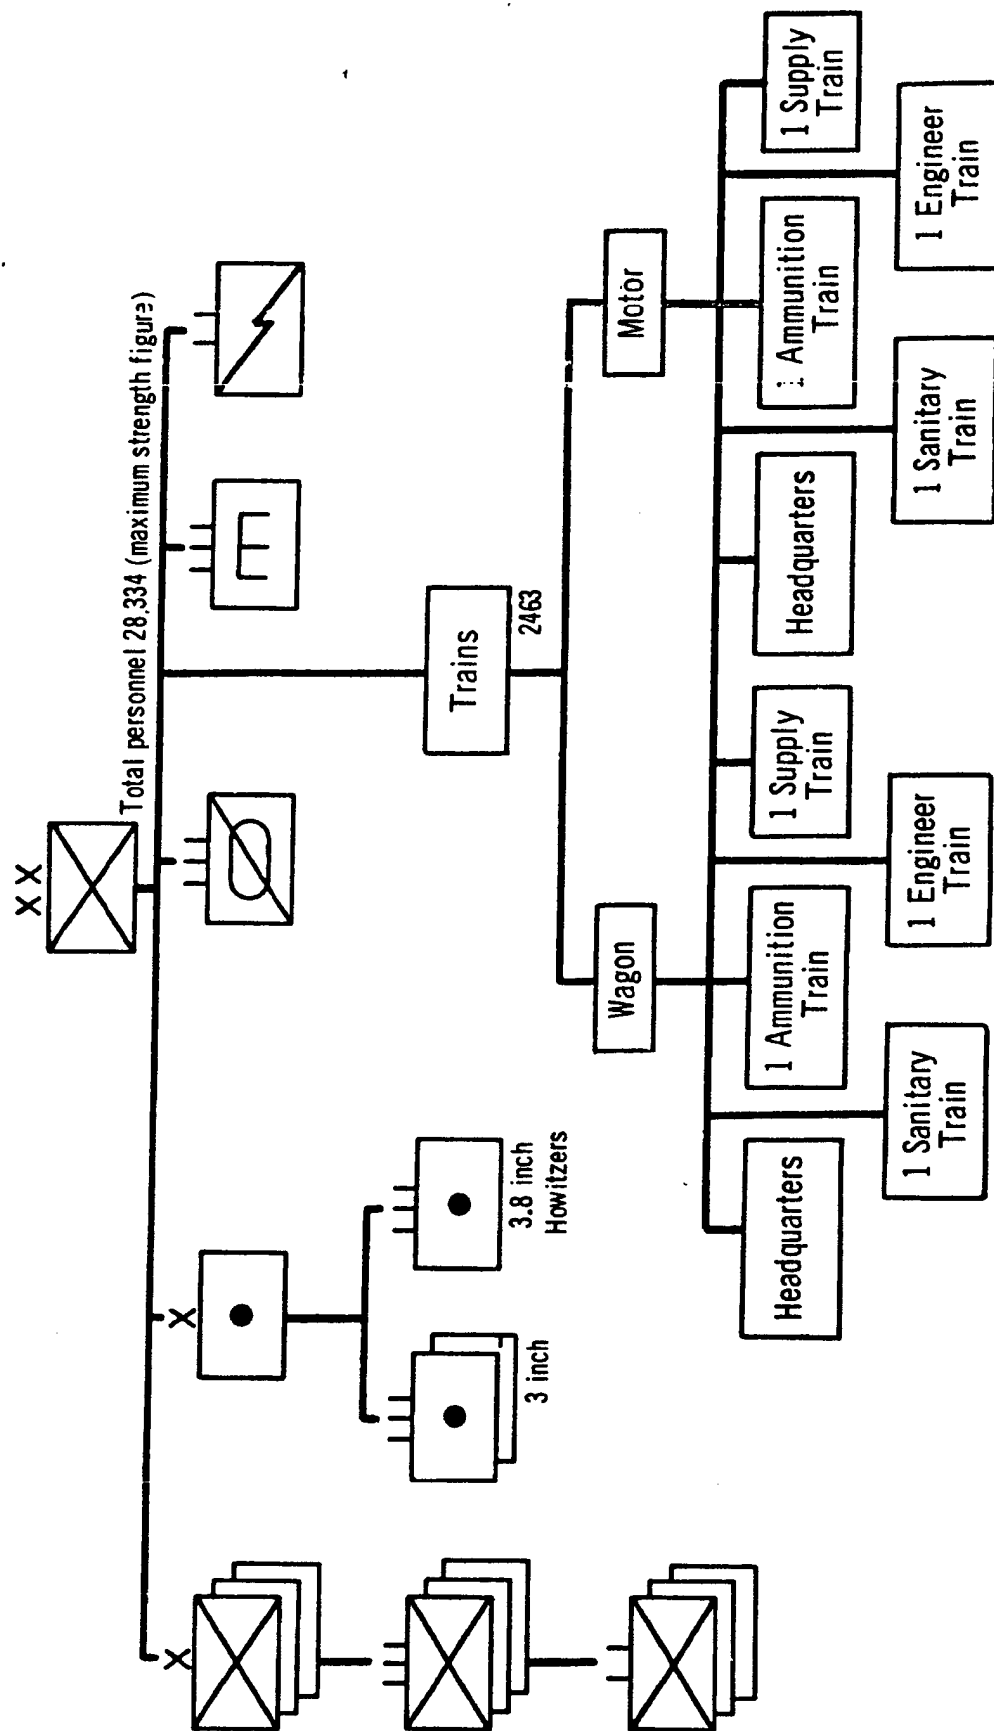 X X
Total personnel 28,334 (maximum strength figure)
X
X
3 inch
3.8 inch
Howitzers
Trains
2463
Wagon
Motor
Headquarters
1 Sanitary
Train
1 Ammunition
Train
1 Engineer
Train
1 Supply
Train
Headquarters
1 Sanitary
Train
1 Ammunition
Train
1 Engineer
Train
1 Supply
Train